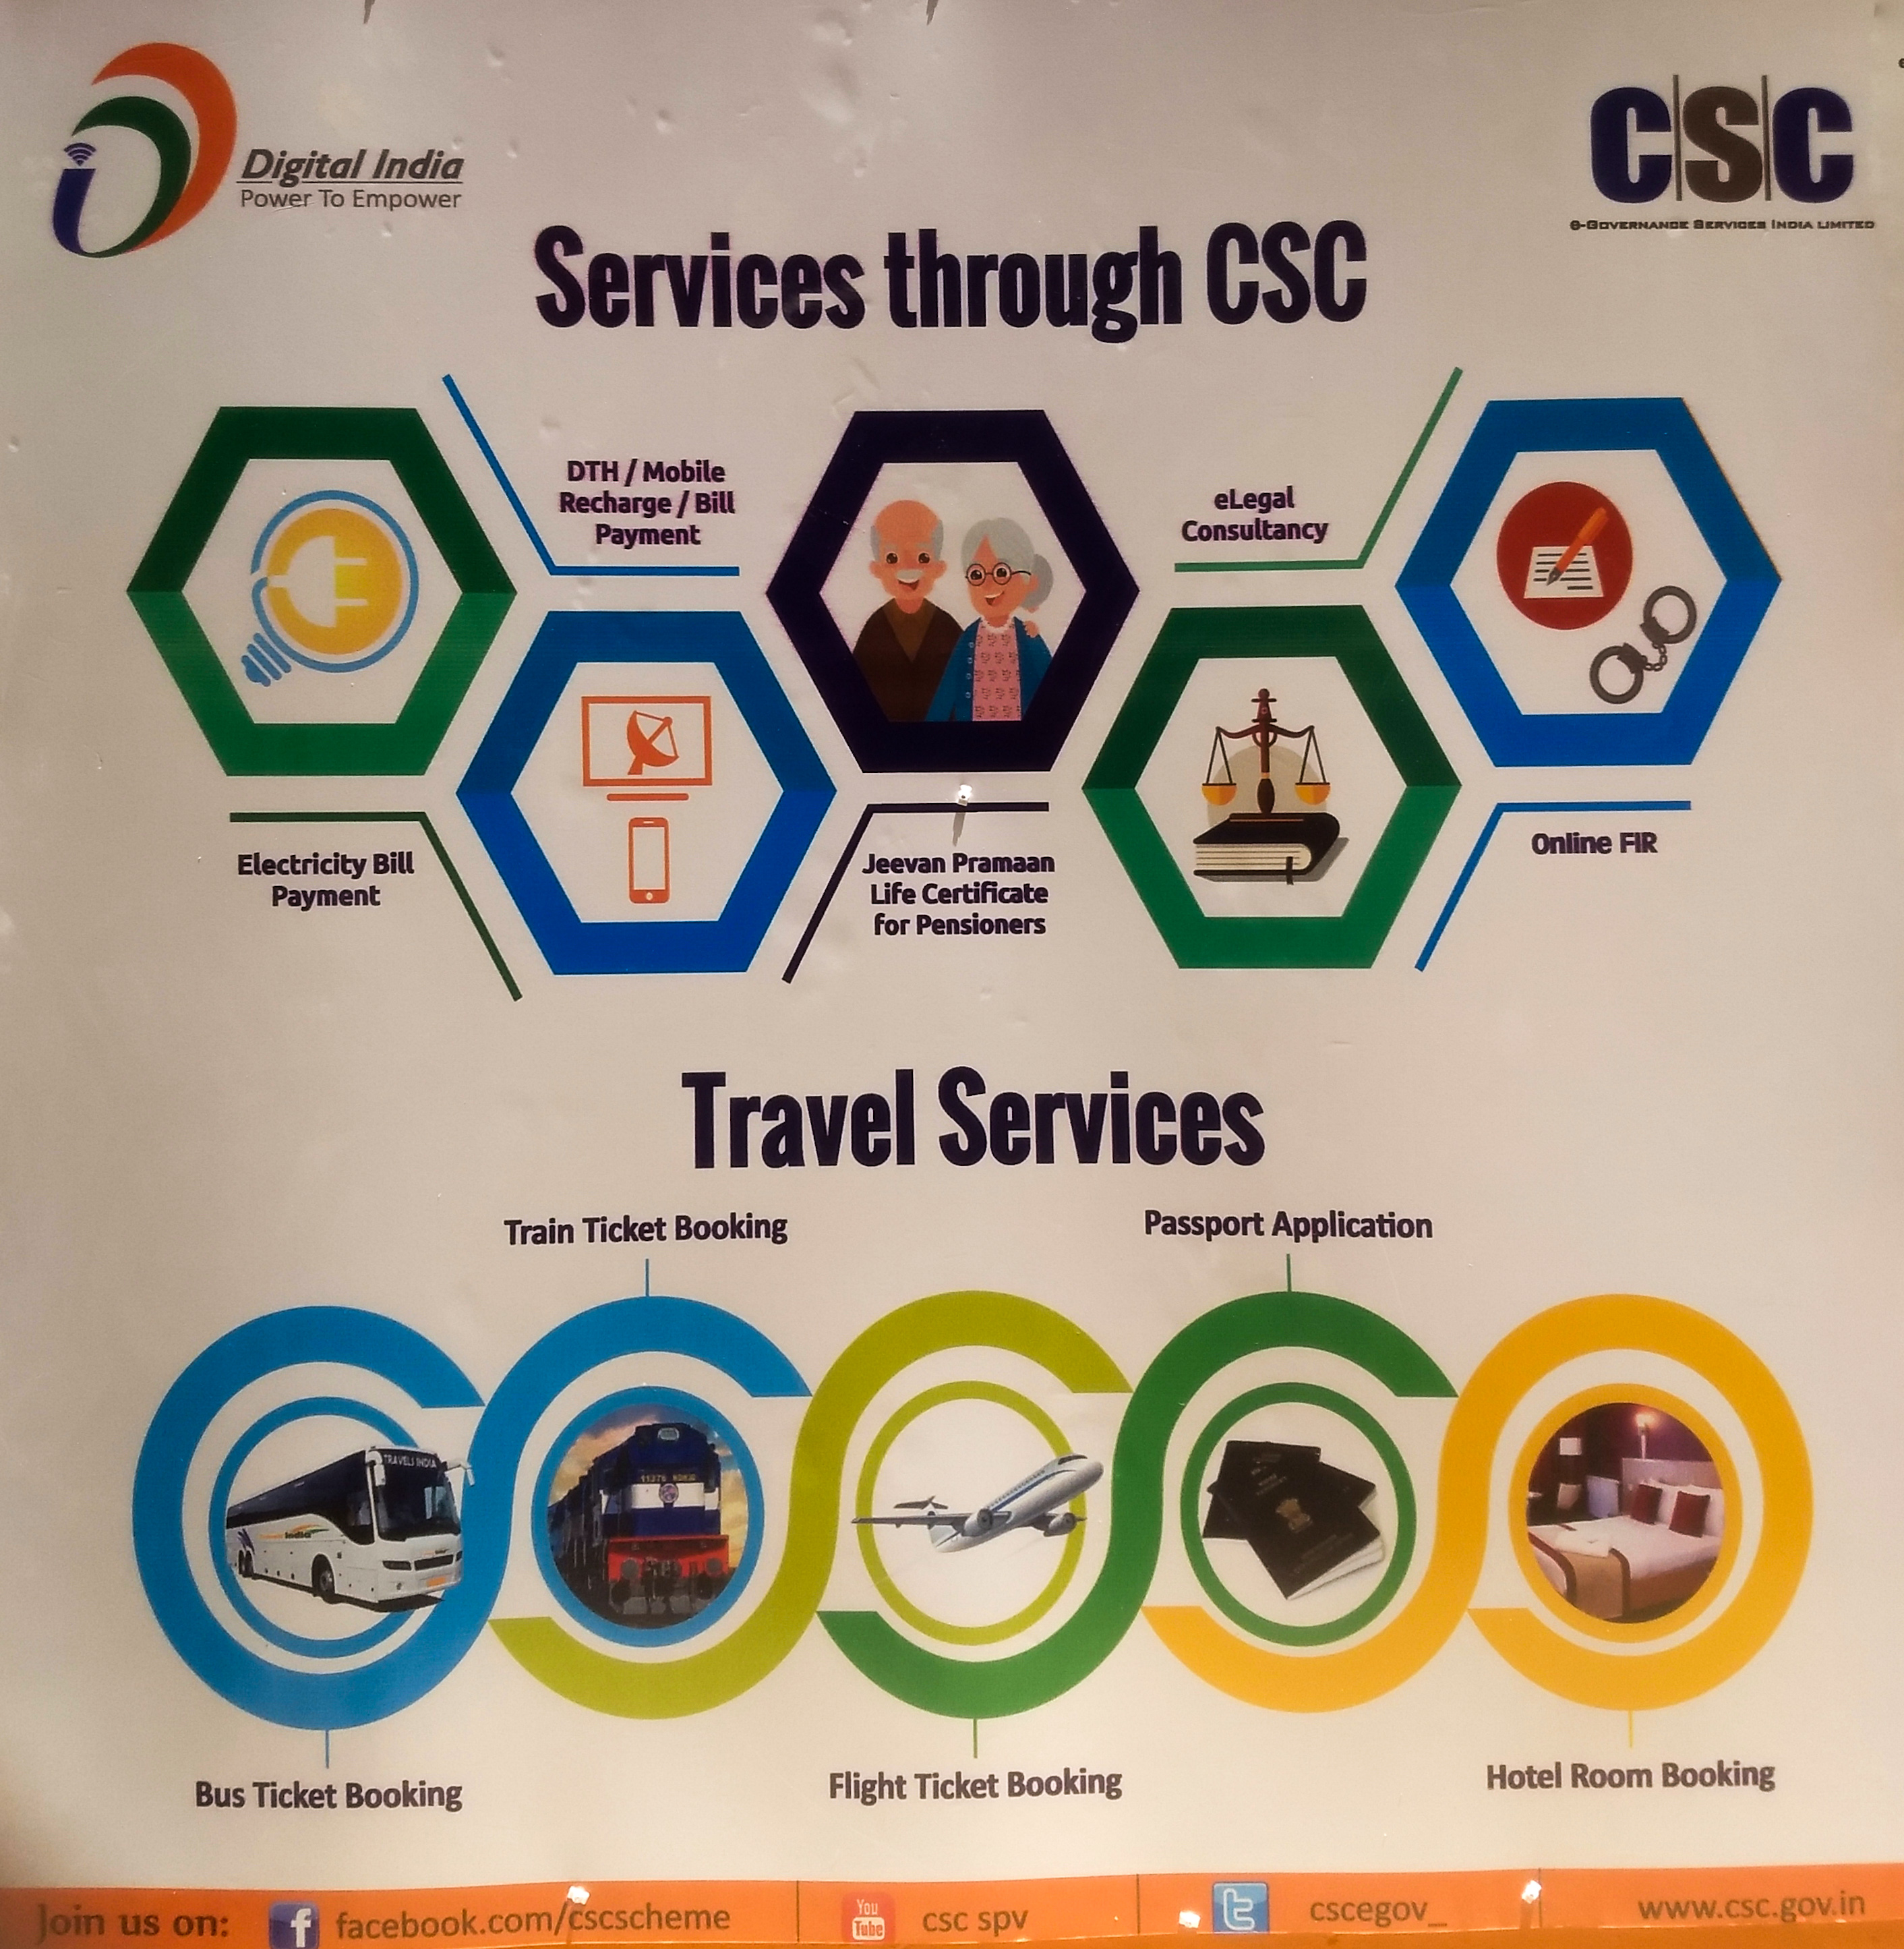 Digital India
Power To Empower
CSC
e-Governance Services India Limited
Services through CSC
DTH / Mobile
Recharge / Bill
Payment
eLegal
Consultancy
Electricity Bill
Payment
Jeevan Pramaan
Life Certificate
for Pensioners
Online FIR
Travel Services
Train Ticket Booking
Passport Application
TRAVELS INDIA
India
Bus Ticket Booking
Flight Ticket Booking
Hotel Room Booking
Join us on: f facebook.com/cscscheme You Tube csc spv t cscegov_ www.csc.gov.in